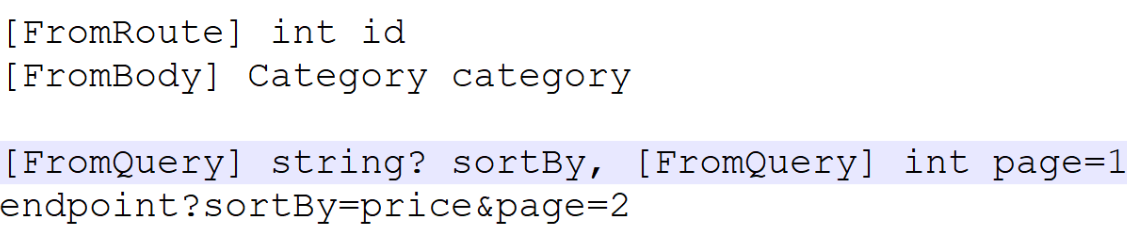 [FromRoute] int id
[FromBody] Category category
[FromQuery] string? sortBy, [FromQuery] int page=1
endpoint?sortBy=price&page=2